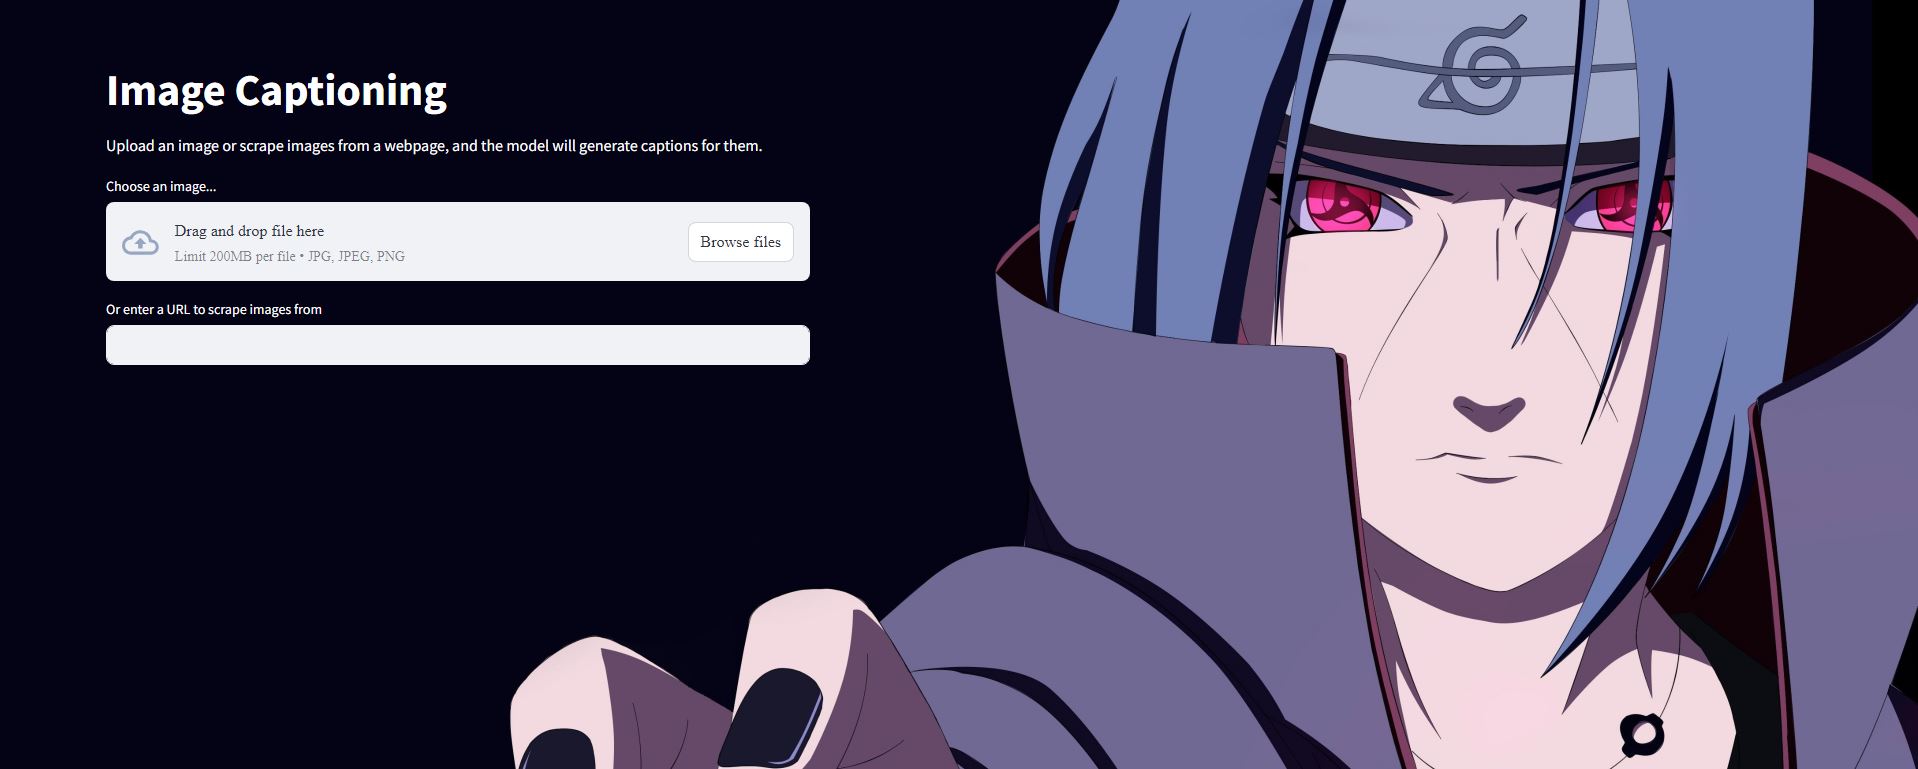 Image Captioning
Upload an image or scrape images from a webpage, and the model will generate captions for them.
Choose an image...
Drag and drop file here
Limit 200MB per file • JPG, JPEG, PNG
Browse files
Or enter a URL to scrape images from